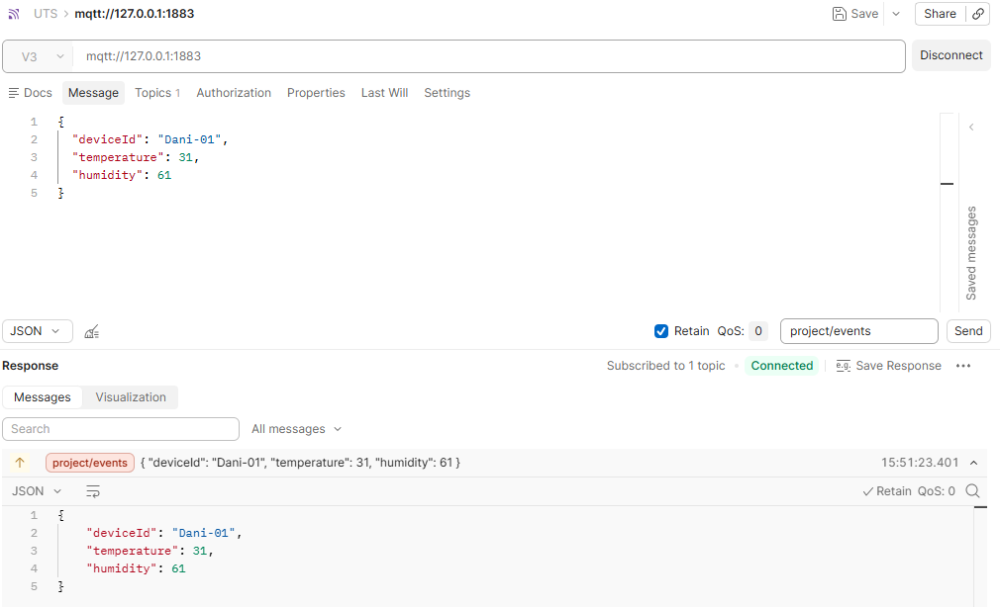 UTS > mqtt://127.0.0.1:1883 Save Share
V3 mqtt://127.0.0.1:1883 Disconnect
Docs Message Topics 1 Authorization Properties Last Will Settings
1 {
2 "deviceId": "Dani-01",
3 "temperature": 31,
4 "humidity": 61
5 }
Saved messages
JSON Retain QoS: 0 project/events Send
Response Subscribed to 1 topic Connected e.g. Save Response
Messages Visualization
Search All messages
project/events { "deviceId": "Dani-01", "temperature": 31, "humidity": 61 } 15:51:23.401
JSON Retain QoS: 0
1 {
2 "deviceId": "Dani-01",
3 "temperature": 31,
4 "humidity": 61
5 }